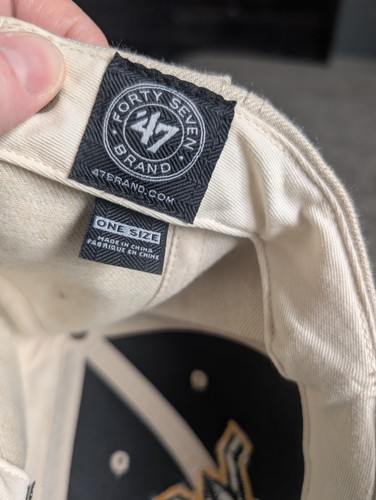 FORTY SEVEN
'47
BRAND
47BRAND.COM
ONE SIZE
MADE IN CHINA
FABRIQUÉ EN CHINE